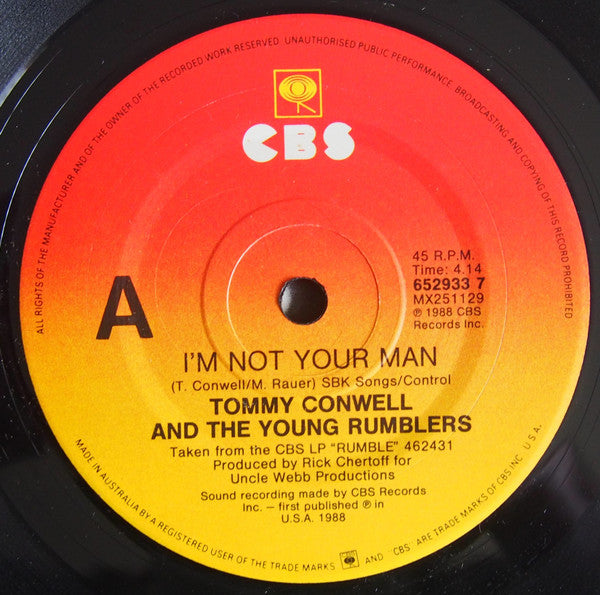 ALL RIGHTS OF THE MANUFACTURER AND OF THE OWNER OF THE RECORDED WORK RESERVED. UNAUTHORISED PUBLIC PERFORMANCE, BROADCASTING AND COPYING OF THIS RECORD PROHIBITED
CBS
A
45 R.P.M.
Time: 4.14
652933 7
MX251129
℗ 1988 CBS
Records Inc.
I'M NOT YOUR MAN
(T. Conwell/M. Rauer) SBK Songs/Control
TOMMY CONWELL
AND THE YOUNG RUMBLERS
Taken from the CBS LP "RUMBLE" 462431
Produced by Rick Chertoff for
Uncle Webb Productions
Sound recording made by CBS Records
Inc. – first published ℗ in
U.S.A. 1988
MADE IN AUSTRALIA BY A REGISTERED USER OF THE TRADE MARKS AND "CBS" ARE TRADE MARKS OF CBS INC. U.S.A.